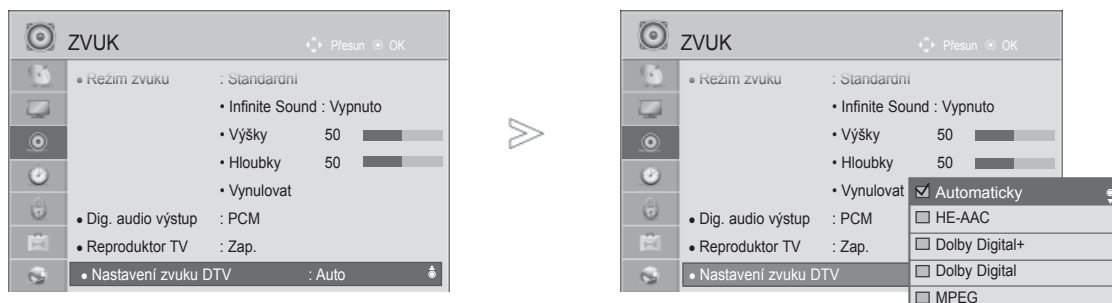 ZVUK
Přesun OK
• Režim zvuku : Standardní
• Infinite Sound : Vypnuto
• Výšky 50
• Hloubky 50
• Vynulovat
• Dig. audio výstup : PCM
• Reproduktor TV : Zap.
• Nastavení zvuku DTV : Auto
ZVUK
Přesun OK
• Režim zvuku : Standardní
• Infinite Sound : Vypnuto
• Výšky 50
• Hloubky 50
• Vynulovat
• Dig. audio výstup : PCM
• Reproduktor TV : Zap.
• Nastavení zvuku DTV
Automaticky
HE-AAC
Dolby Digital+
Dolby Digital
MPEG